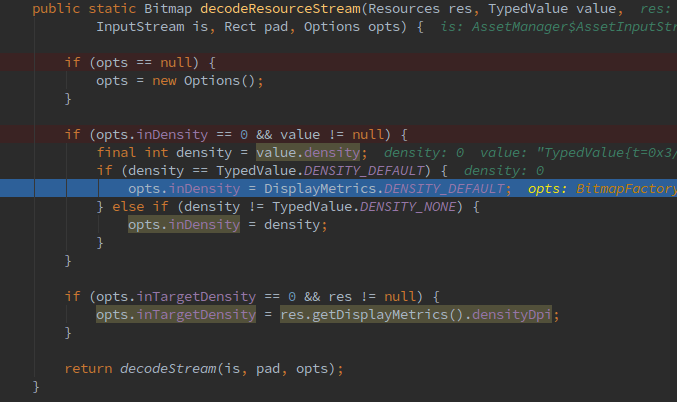 public static Bitmap decodeResourceStream(Resources res, TypedValue value,  res:
        InputStream is, Rect pad, Options opts) {  is: AssetManager$AssetInputStr
    if (opts == null) {
        opts = new Options();
    }
    if (opts.inDensity == 0 && value != null) {
        final int density = value.density;  density: 0  value: "TypedValue{t=0x3/
        if (density == TypedValue.DENSITY_DEFAULT) {  density: 0
            opts.inDensity = DisplayMetrics.DENSITY_DEFAULT;  opts: BitmapFactory
        } else if (density != TypedValue.DENSITY_NONE) {
            opts.inDensity = density;
        }
    }
    if (opts.inTargetDensity == 0 && res != null) {
        opts.inTargetDensity = res.getDisplayMetrics().densityDpi;
    }
    return decodeStream(is, pad, opts);
}